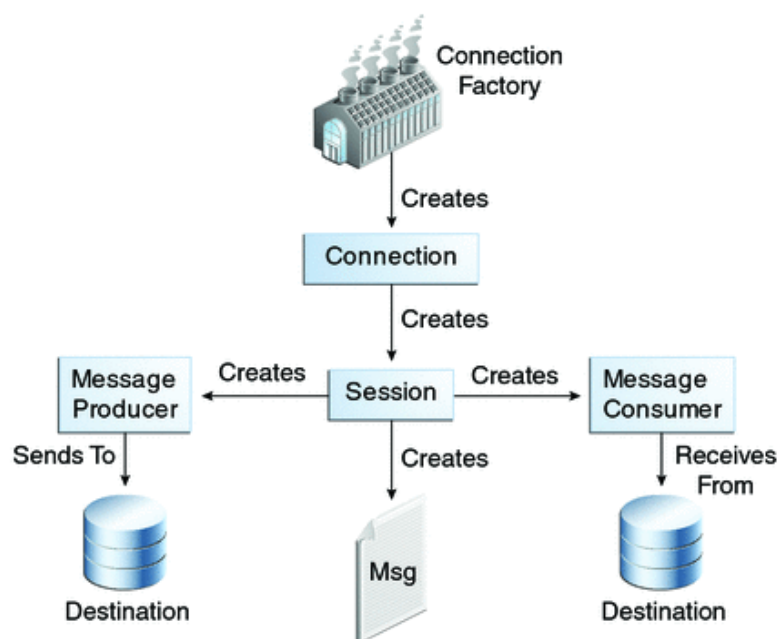 Connection
Factory
Creates
Connection
Creates
Message
Producer
Creates
Session
Creates
Message
Consumer
Sends To
Creates
Receives
From
Destination
Msg
Destination